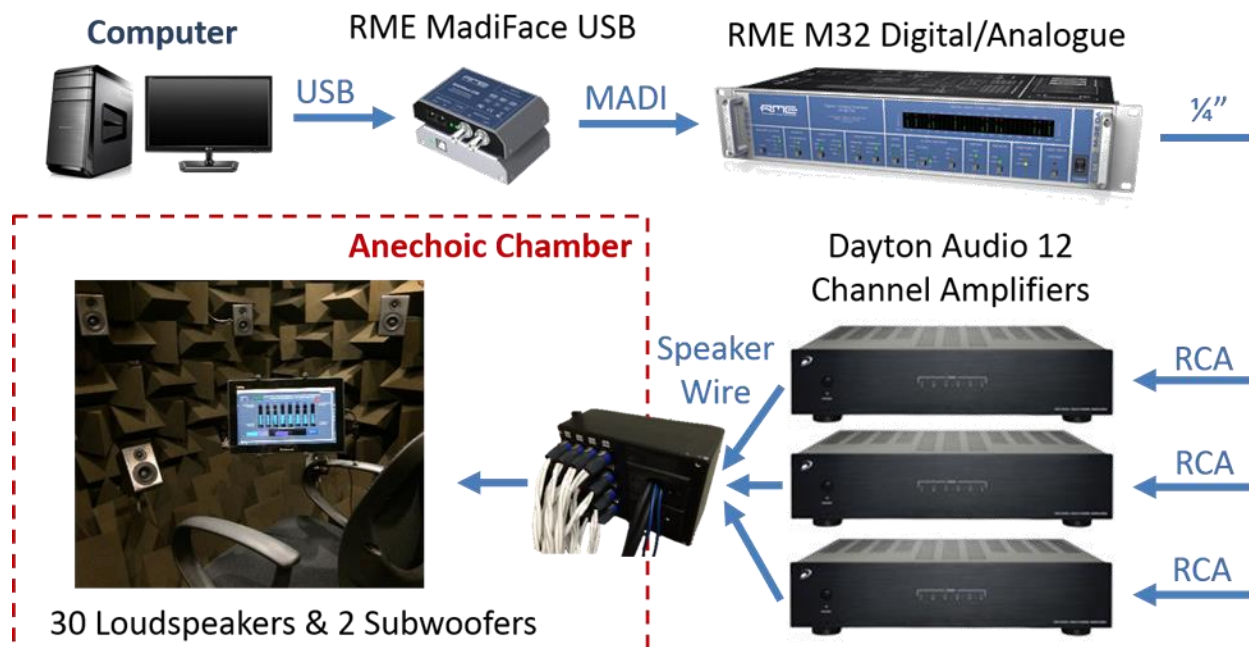 Computer
RME MadiFace USB
RME M32 Digital/Analogue
USB
MADI
¼”
RME
Anechoic Chamber
Dayton Audio 12
Channel Amplifiers
Speaker
Wire
RCA
RCA
RCA
30 Loudspeakers & 2 Subwoofers